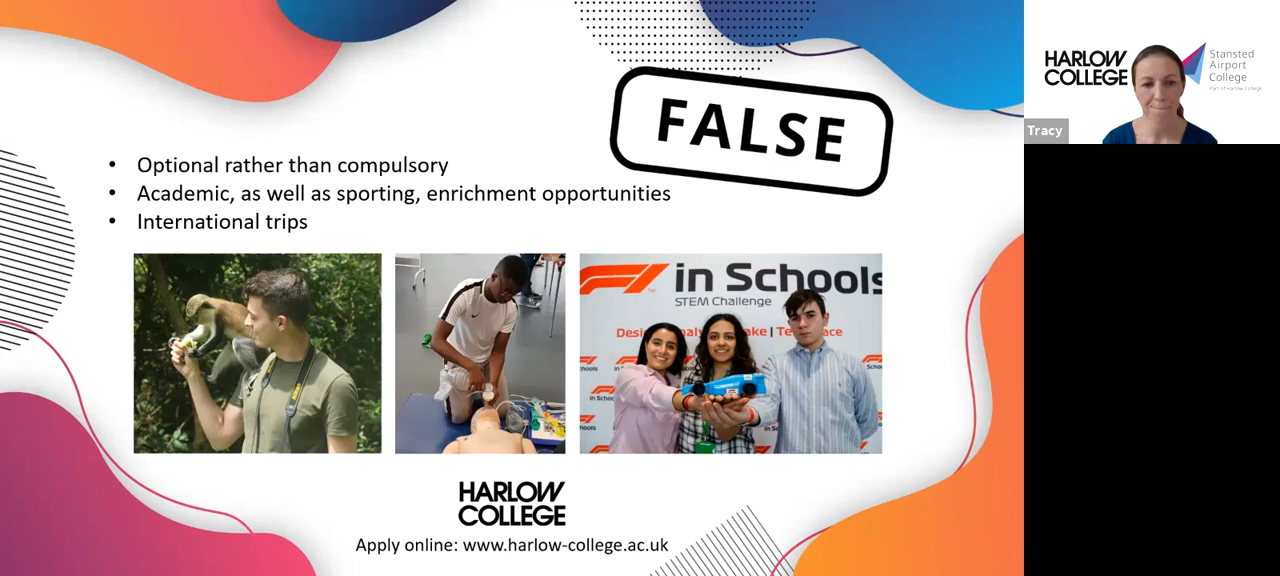 FALSE
• Optional rather than compulsory
• Academic, as well as sporting, enrichment opportunities
• International trips
in Schools
STEM Challenge
HARLOW
COLLEGE
Apply online: www.harlow-college.ac.uk
HARLOW
COLLEGE
Stansted
Airport
College
Part of Harlow College
Tracy